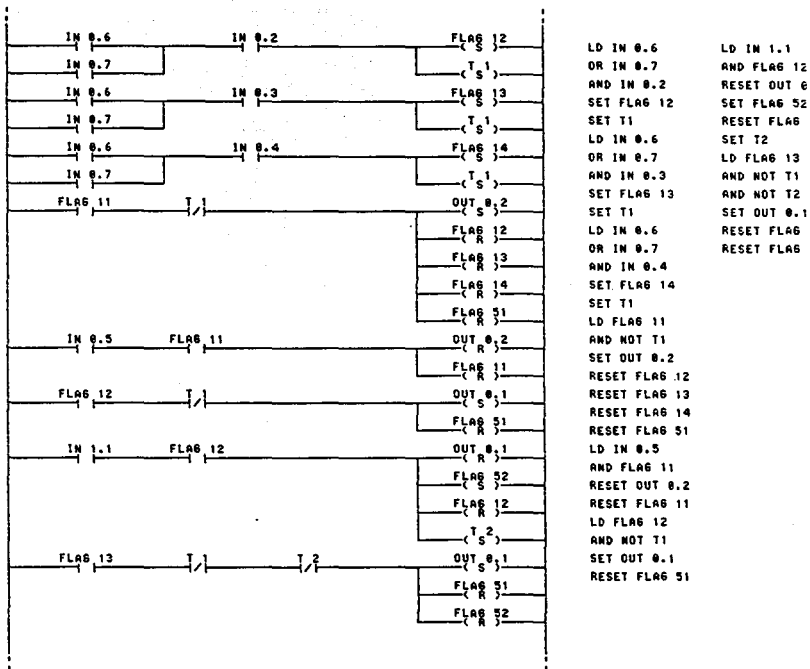 IN 0.6 IN 0.2 FLAG 12
( S )
IN 0.7 T 1
( S )
IN 0.6 IN 0.3 FLAG 13
( S )
IN 0.7 T 1
( S )
IN 0.6 IN 0.4 FLAG 14
( S )
IN 0.7 T 1
( S )
FLAG 11 T 1 OUT 0.2
( S )
FLAG 12
( R )
FLAG 13
( R )
FLAG 14
( R )
FLAG 51
( R )
IN 0.5 FLAG 11 OUT 0.2
( R )
FLAG 11
( R )
FLAG 12 T 1 OUT 0.1
( S )
FLAG 51
( R )
IN 1.1 FLAG 12 OUT 0.1
( R )
FLAG 52
( S )
FLAG 12
( R )
T 2
( S )
FLAG 13 T 1 T 2 OUT 0.1
( S )
FLAG 51
( R )
FLAG 52
( R )
LD IN 0.6
OR IN 0.7
AND IN 0.2
SET FLAG 12
SET T1
LD IN 0.6
OR IN 0.7
AND IN 0.3
SET FLAG 13
SET T1
LD IN 0.6
OR IN 0.7
AND IN 0.4
SET FLAG 14
SET T1
LD FLAG 11
AND NOT T1
SET OUT 0.2
RESET FLAG 12
RESET FLAG 13
RESET FLAG 14
RESET FLAG 51
LD IN 0.5
AND FLAG 11
RESET OUT 0.2
RESET FLAG 11
LD FLAG 12
AND NOT T1
SET OUT 0.1
RESET FLAG 51
LD IN 1.1
AND FLAG 12
RESET OUT 0
SET FLAG 52
RESET FLAG
SET T2
LD FLAG 13
AND NOT T1
AND NOT T2
SET OUT 0.1
RESET FLAG
RESET FLAG